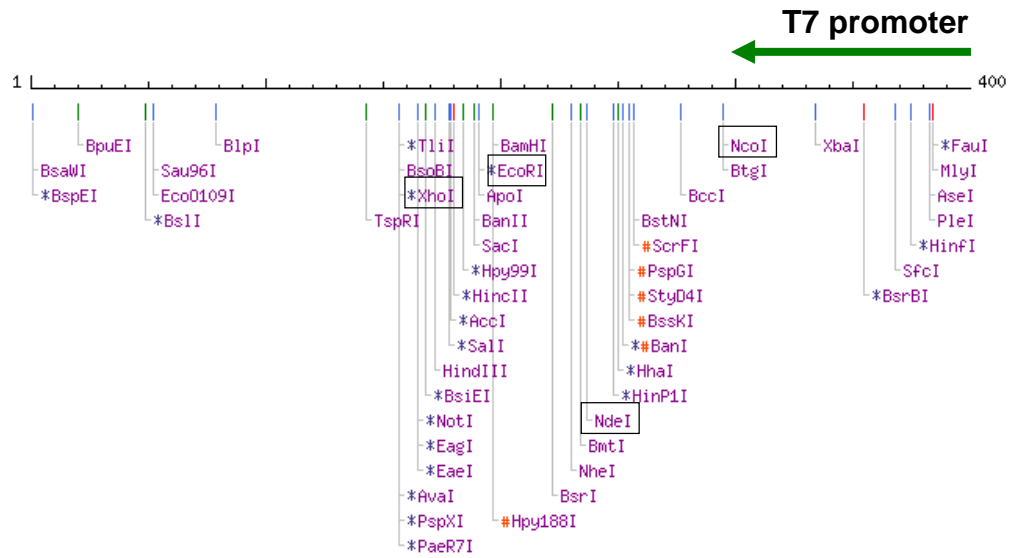 T7 promoter
1 400
BpuEI BlpI *TliI BamHI NcoI XbaI *FauI
BsaWI Sau96I BsoBI *EcoRI BtgI MlyI
*BspEI EcoO109I *XhoI ApoI BccI AseI
*BslI TspRI BanII BstNI PleI
SacI #ScrFI *HinfI
*Hpy99I #PspGI SfcI
*HincII #StyD4I *BsrBI
*AccI #BssKI
*SalI *#BanI
HindIII *HhaI
*BsiEI *HinP1I
*NotI NdeI
*EagI BmtI
*EaeI NheI
*AvaI BsrI
*PspXI #Hpy188I
*PaeR7I